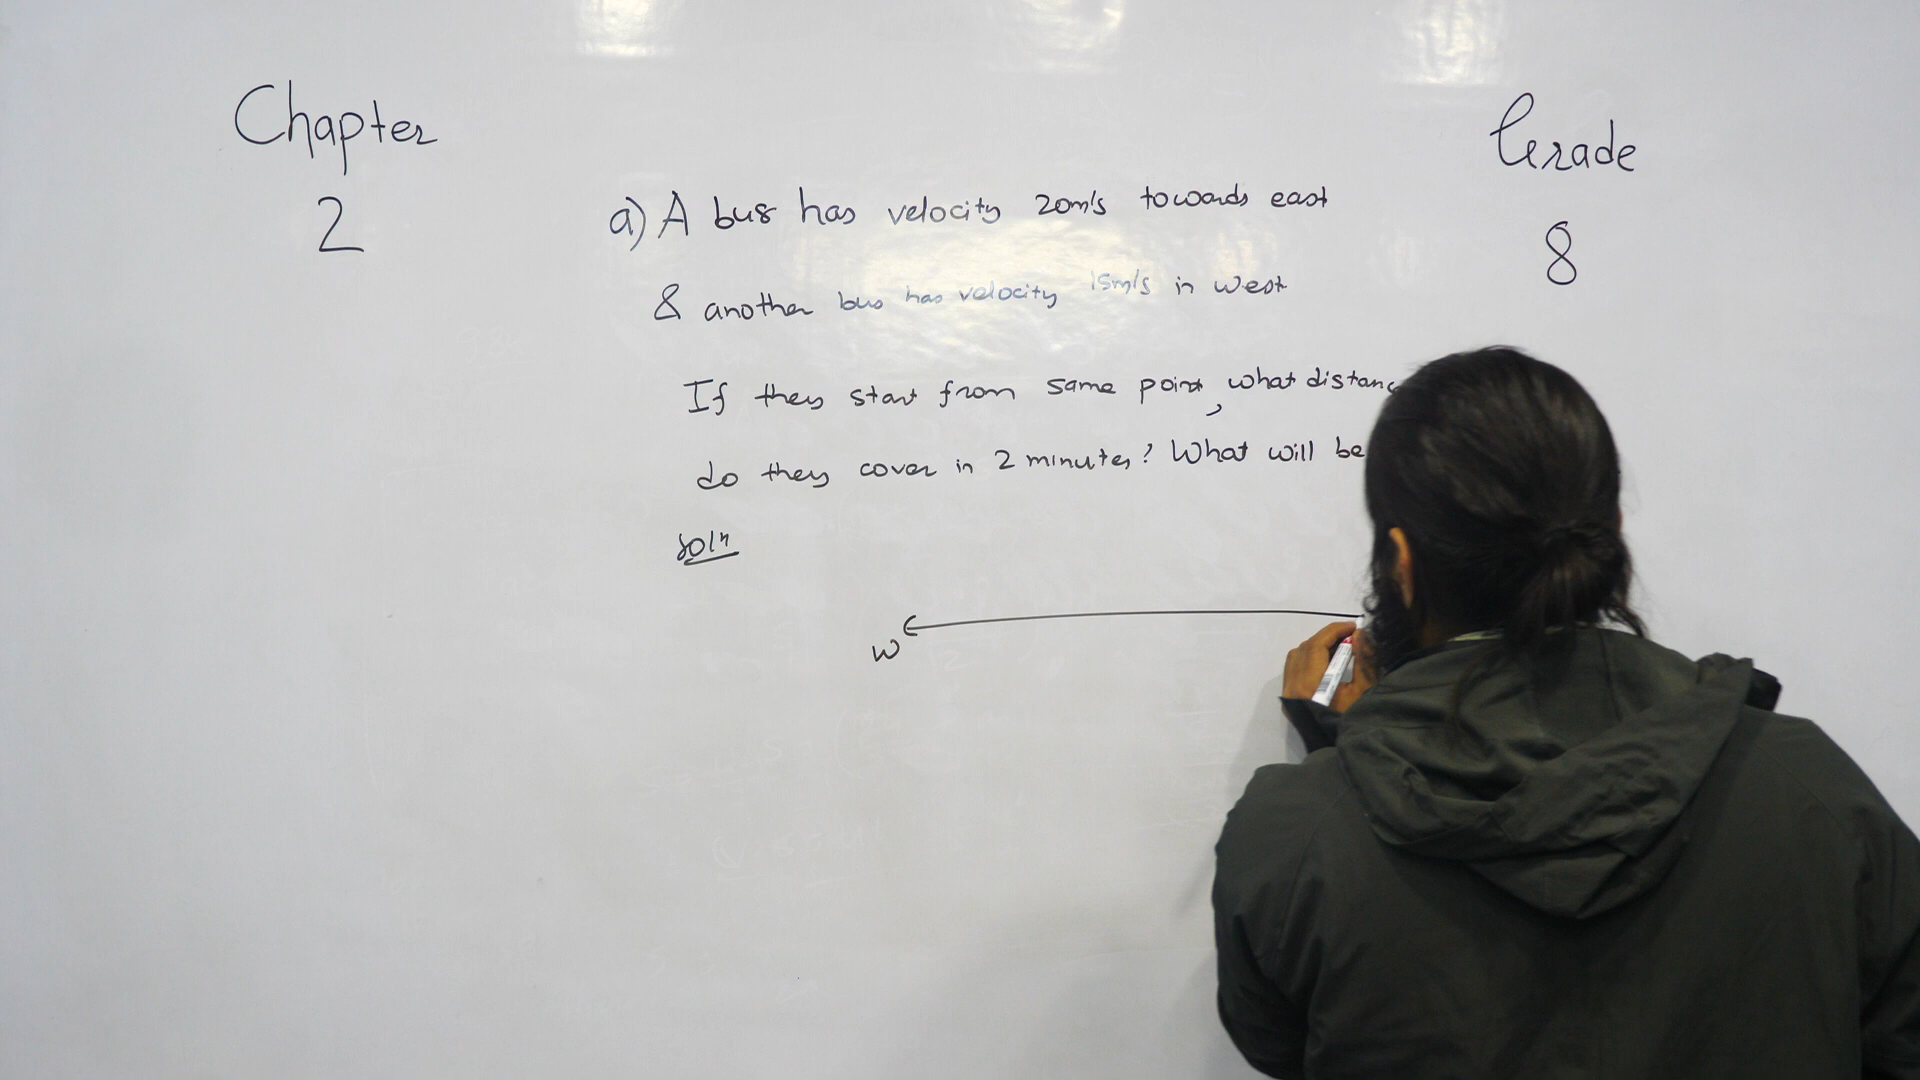 Chapter
2
Grade
8
a) A bus has velocity 20m/s towards east
& another bus has velocity 15m/s in west
If they start from same point, what distanc
do they cover in 2 minutes? What will be
Soln
W